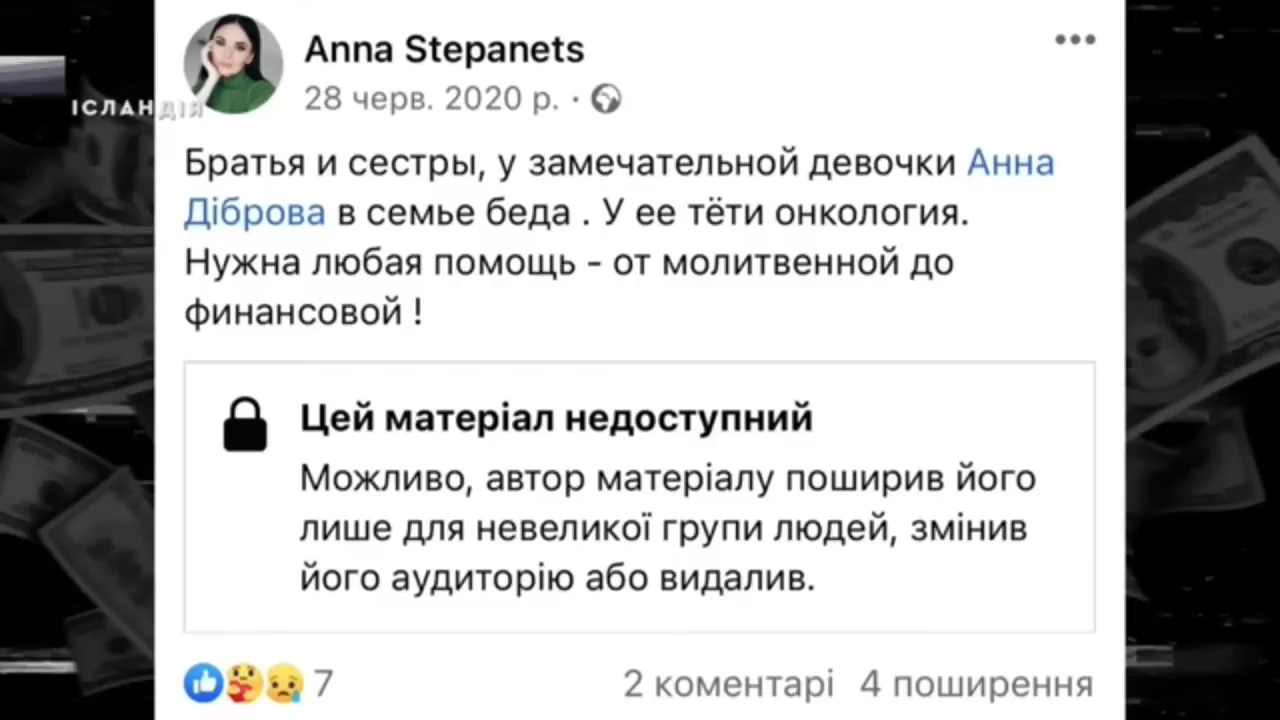 Anna Stepanets
28 черв. 2020 р. ·
ІСЛАНДІЯ
Братья и сестры, у замечательной девочки Анна
Діброва в семье беда . У ее тёти онкология.
Нужна любая помощь - от молитвенной до
финансовой !
Цей матеріал недоступний
Можливо, автор матеріалу поширив його
лише для невеликої групи людей, змінив
його аудиторію або видалив.
7 2 коментарі 4 поширення